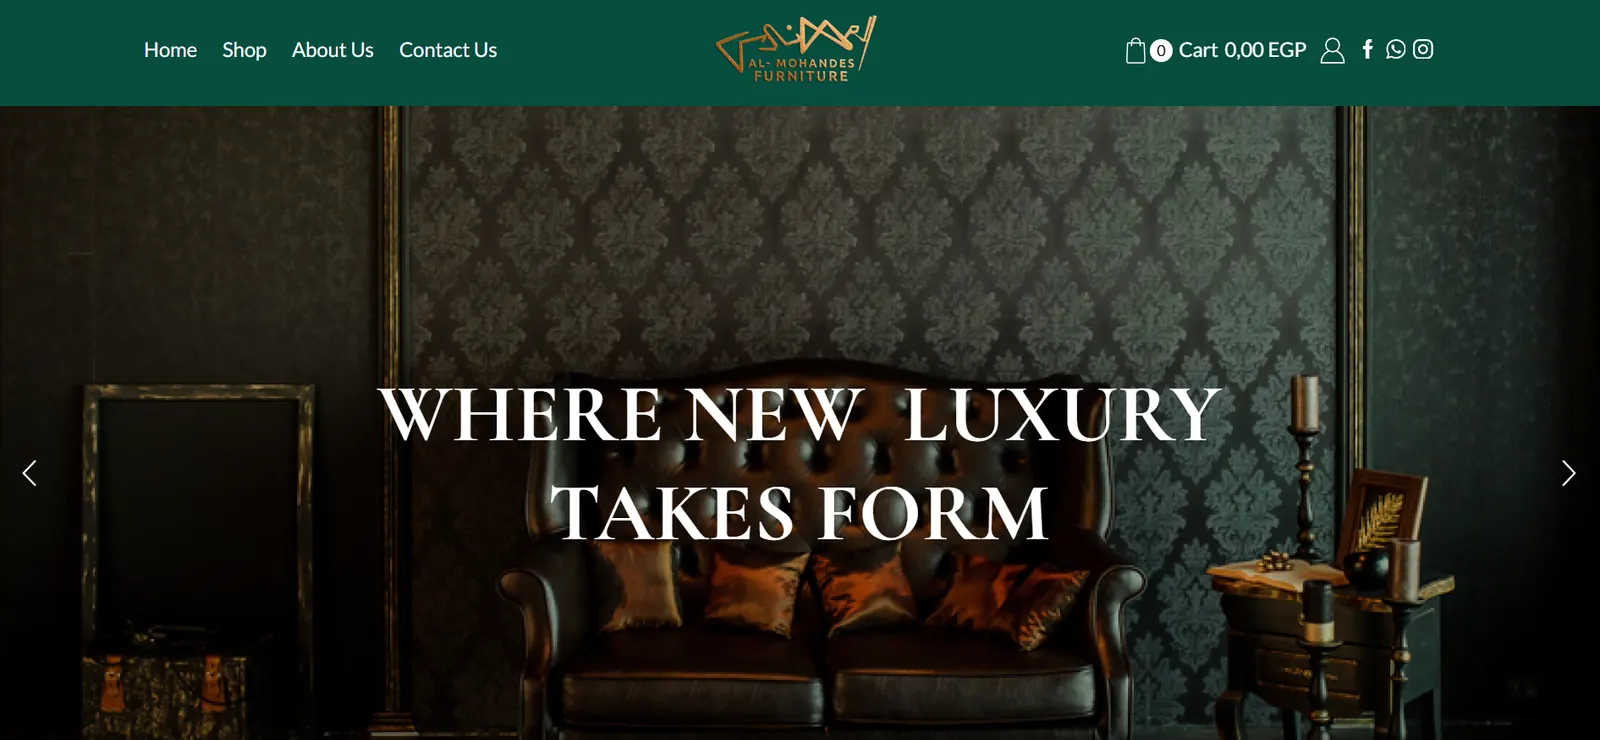 Home Shop About Us Contact Us
المهندس
AL- MOHANDES
FURNITURE
0 Cart 0,00 EGP
WHERE NEW LUXURY
TAKES FORM